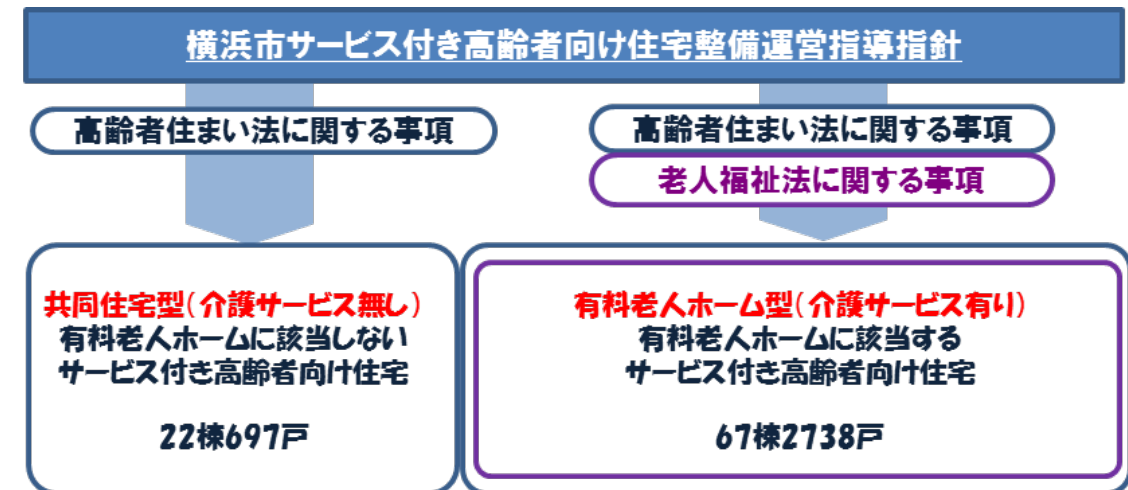 横浜市サービス付き高齢者向け住宅整備運営指導指針
高齢者住まい法に関する事項
高齢者住まい法に関する事項
老人福祉法に関する事項
共同住宅型(介護サービス無し)
有料老人ホームに該当しない
サービス付き高齢者向け住宅
22棟697戸
有料老人ホーム型(介護サービス有り)
有料老人ホームに該当する
サービス付き高齢者向け住宅
67棟2738戸